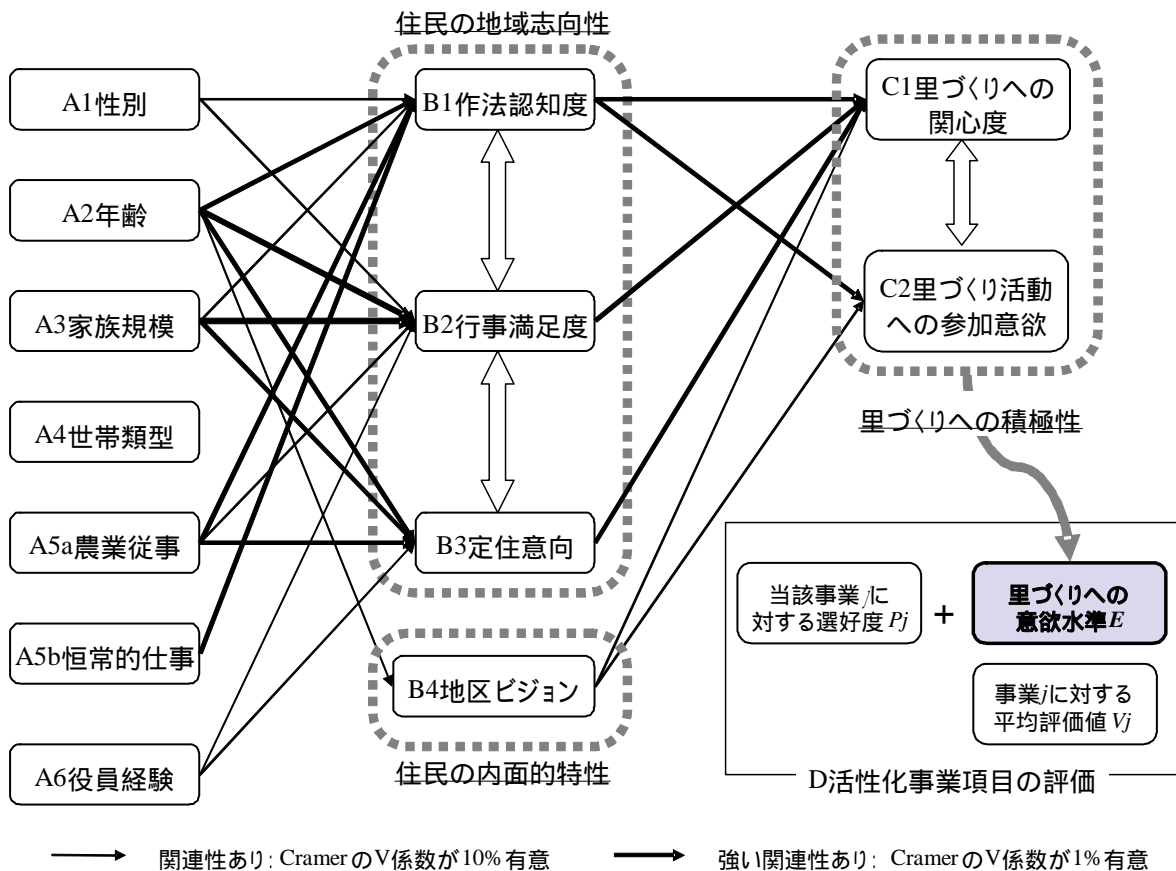 住民の地域志向性
A1性別
A2年齢
A3家族規模
A4世帯類型
A5a農業従事
A5b恒常的仕事
A6役員経験
B1作法認知度
B2行事満足度
B3定住意向
B4地区ビジョン
住民の内面的特性
C1里づくりへの
関心度
C2里づくり活動
への参加意欲
里づくりへの積極性
当該事業jに
対する選好度 Pj
+
里づくりへの
意欲水準E
事業jに対する
平均評価値 Vj
D活性化事業項目の評価
関連性あり: CramerのV係数が10%有意
強い関連性あり: CramerのV係数が1%有意